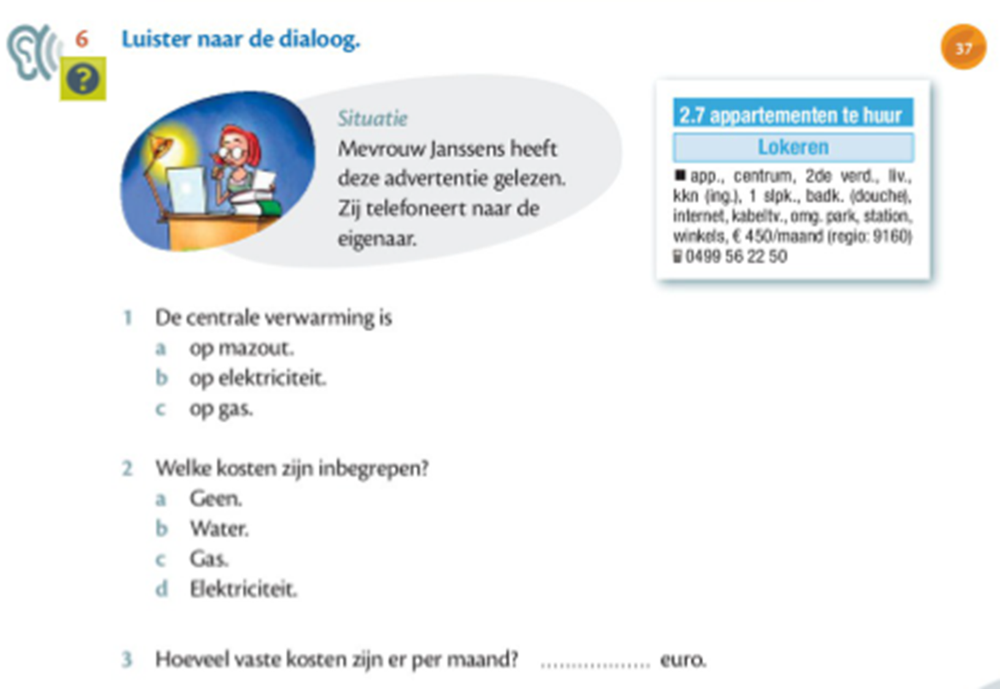 6 Luister naar de dialoog.
37
?
Situatie
Mevrouw Janssens heeft
deze advertentie gelezen.
Zij telefoneert naar de
eigenaar.
2.7 appartementen te huur
Lokeren
■ app., centrum, 2de verd., liv.,
kkn (ing.), 1 slpk., badk. (douche),
internet, kabeltv., omg. park, station,
winkels, € 450/maand (regio: 9160)
0499 56 22 50
1 De centrale verwarming is
a op mazout.
b op elektriciteit.
c op gas.
2 Welke kosten zijn inbegrepen?
a Geen.
b Water.
c Gas.
d Elektriciteit.
3 Hoeveel vaste kosten zijn er per maand? .................. euro.